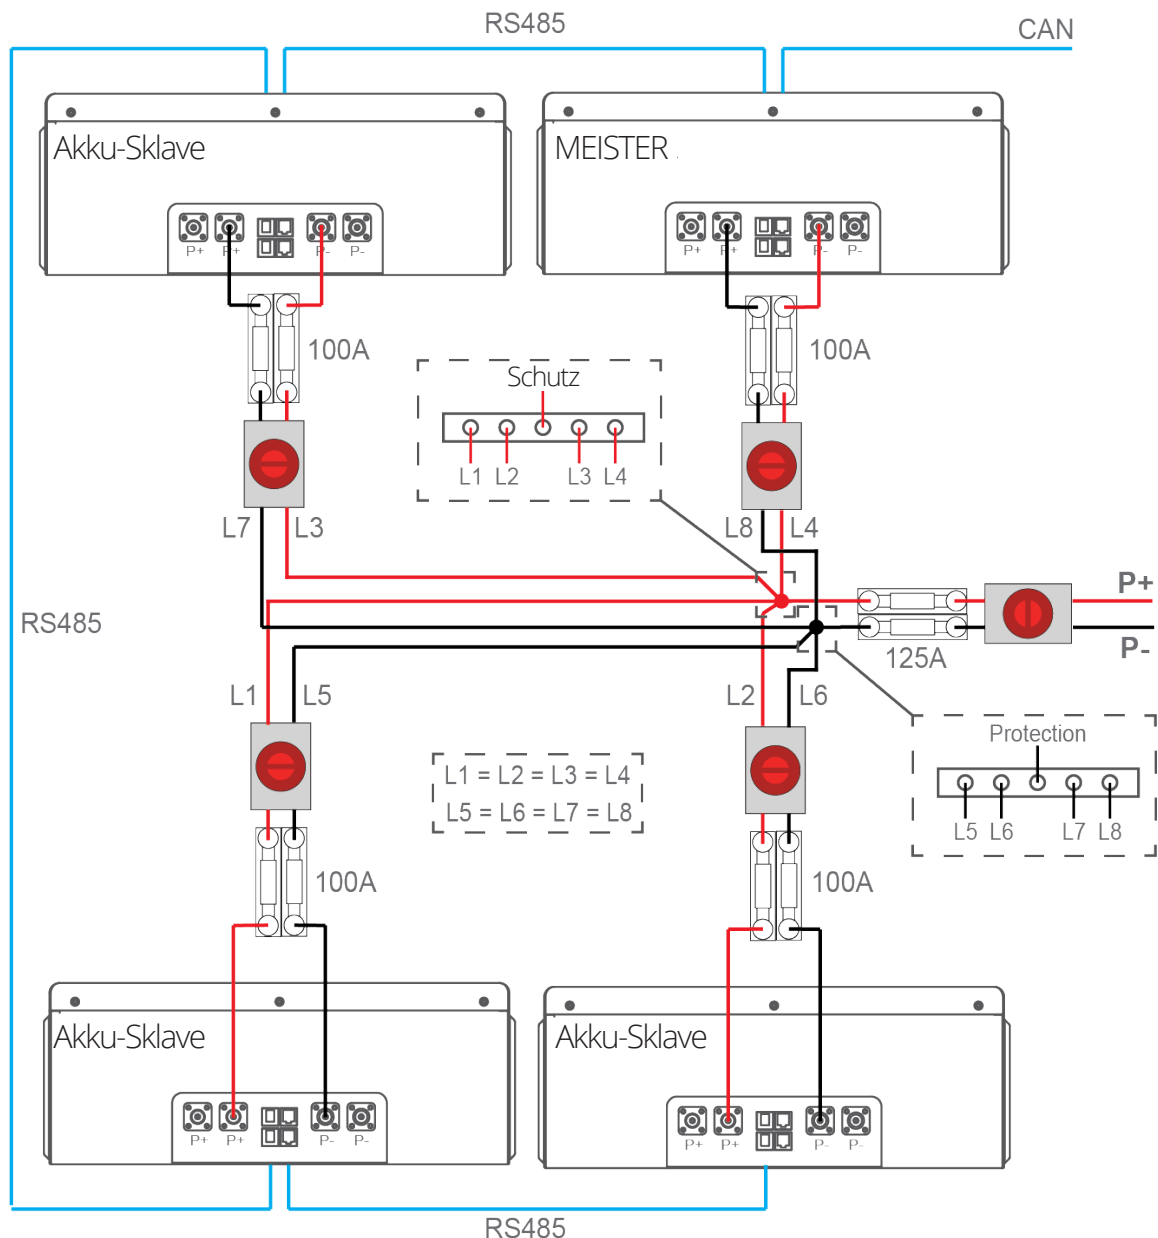 RS485
CAN
Akku-Sklave
MEISTER
P+ P+ P- P-
P+ P+ P- P-
100A
100A
Schutz
L1 L2 L3 L4
L7 L3
L8 L4
P+
RS485
125A
P-
L1 L5
L2 L6
L1 = L2 = L3 = L4
L5 = L6 = L7 = L8
Protection
L5 L6 L7 L8
100A
100A
Akku-Sklave
Akku-Sklave
P+ P+ P- P-
P+ P+ P- P-
RS485